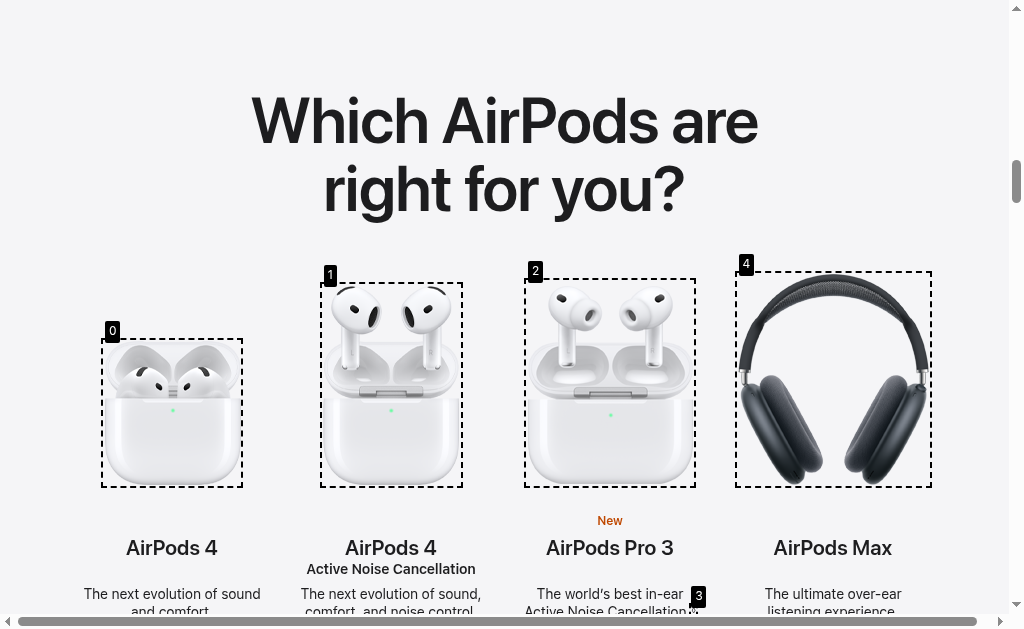 Which AirPods are
right for you?
0
1
2
4
New
AirPods 4
AirPods 4
Active Noise Cancellation
AirPods Pro 3
AirPods Max
The next evolution of sound
and comfort
The next evolution of sound,
comfort, and noise control
The world's best in-ear
Active Noise Cancellation
3
The ultimate over-ear
listening experience